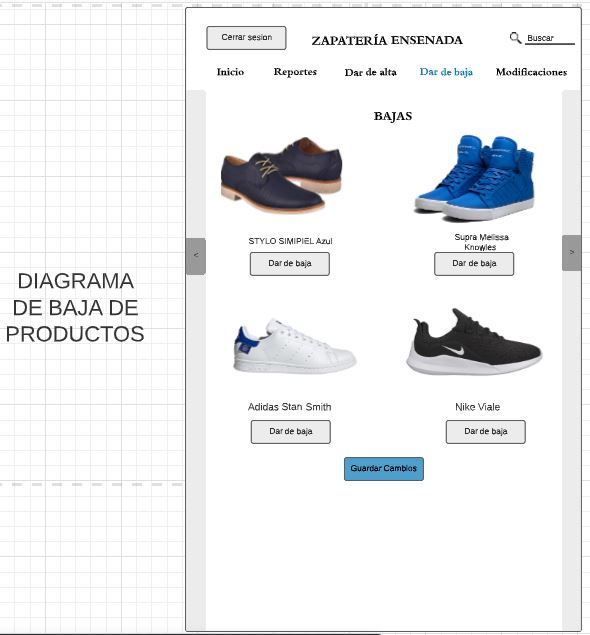 Cerrar sesion
ZAPATERÍA ENSENADA
Buscar
Inicio Reportes Dar de alta Dar de baja Modificaciones
BAJAS
STYLO SIMIPIEL Azul
Dar de baja
Supra Melissa
Knowles
Dar de baja
<
>
DIAGRAMA
DE BAJA DE
PRODUCTOS
Adidas Stan Smith
Nike Viale
Dar de baja
Dar de baja
Guardar Cambios